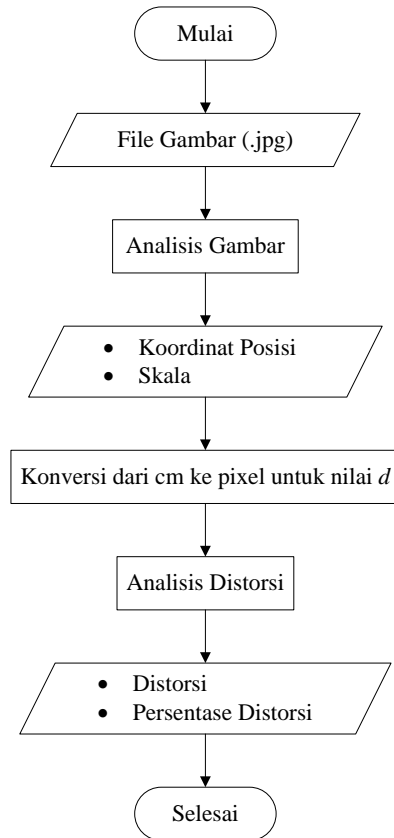 Mulai
File Gambar (.jpg)
Analisis Gambar
• Koordinat Posisi
• Skala
Konversi dari cm ke pixel untuk nilai d
Analisis Distorsi
• Distorsi
• Persentase Distorsi
Selesai